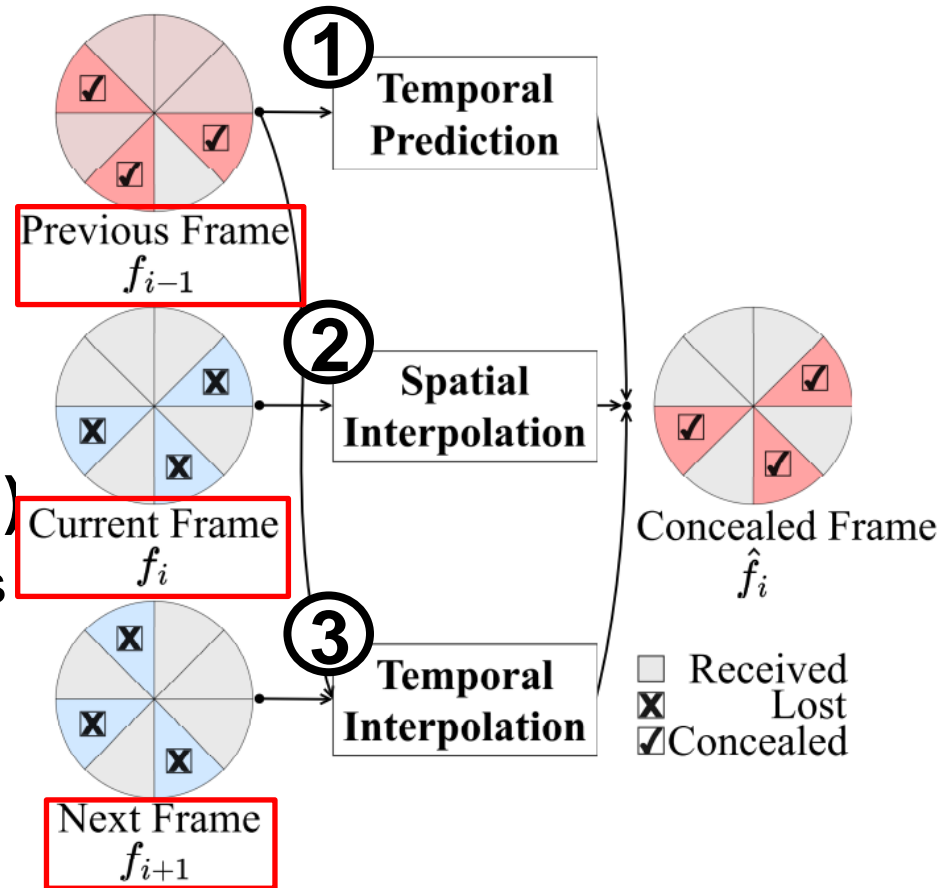 1
Temporal
Prediction
Previous Frame
f_{i−1}
2
Spatial
Interpolation
)
Current Frame
f_i
s
Concealed Frame
\hat{f}_i
3
Temporal
Interpolation
Next Frame
f_{i+1}
Received
X Lost
✓ Concealed